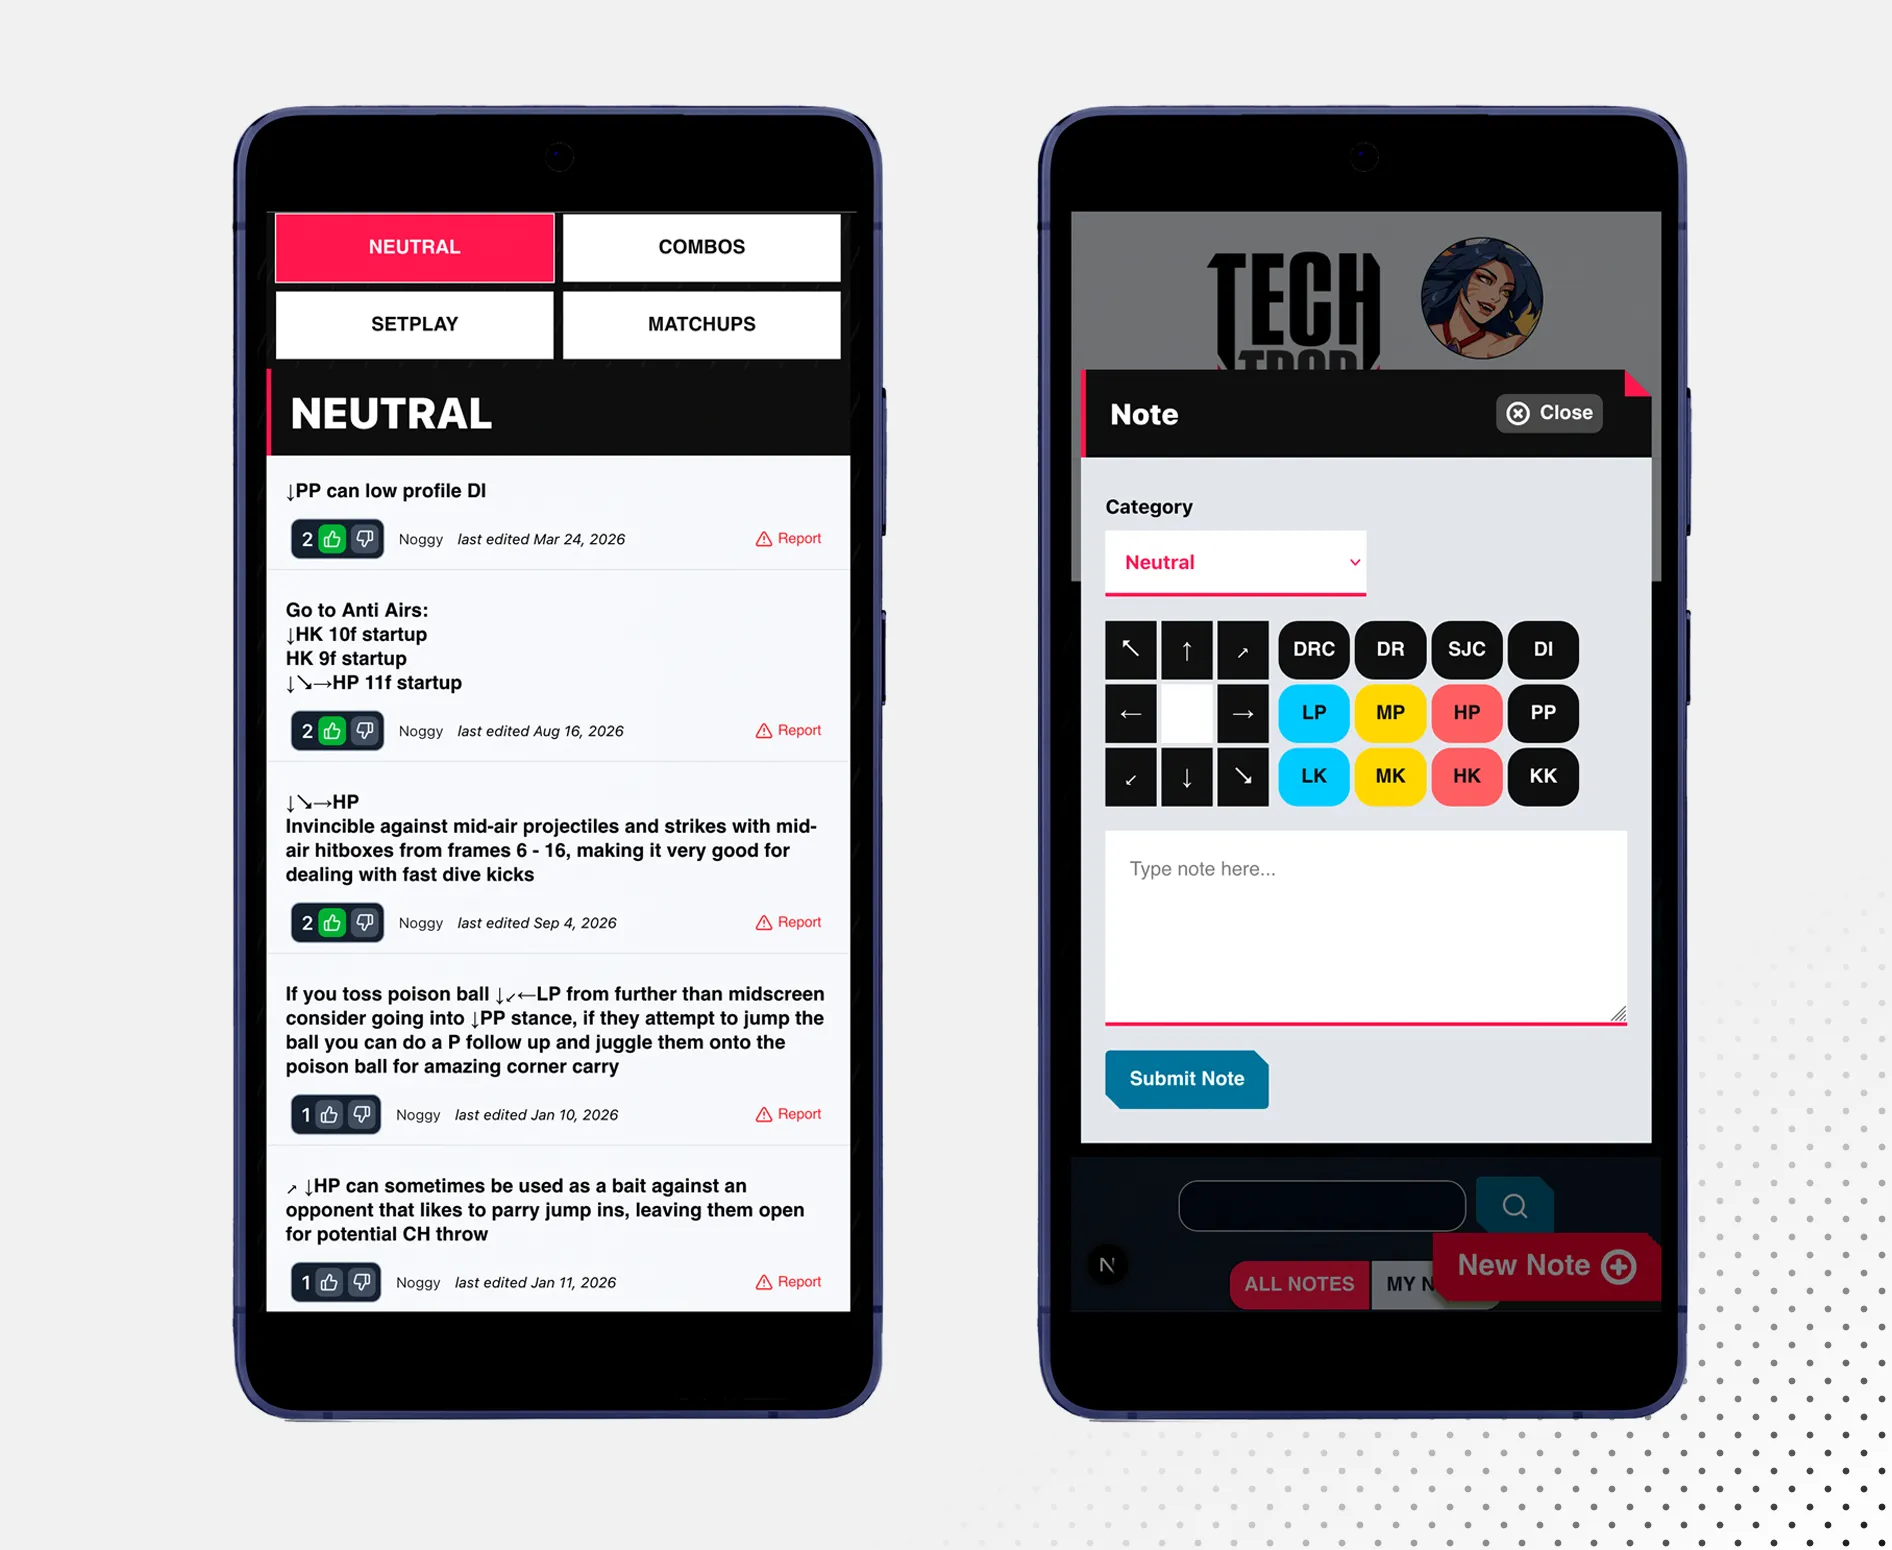 NEUTRAL
COMBOS
SETPLAY
MATCHUPS
NEUTRAL
↓PP can low profile DI
2 Noggy last edited Mar 24, 2026 Report
Go to Anti Airs:
↓HK 10f startup
HK 9f startup
↓↘→HP 11f startup
2 Noggy last edited Aug 16, 2026 Report
↓↘→HP
Invincible against mid-air projectiles and strikes with mid-
air hitboxes from frames 6 - 16, making it very good for
dealing with fast dive kicks
2 Noggy last edited Sep 4, 2026 Report
If you toss poison ball ↓↙←LP from further than midscreen
consider going into ↓PP stance, if they attempt to jump the
ball you can do a P follow up and juggle them onto the
poison ball for amazing corner carry
1 Noggy last edited Jan 10, 2026 Report
↗ ↓HP can sometimes be used as a bait against an
opponent that likes to parry jump ins, leaving them open
for potential CH throw
1 Noggy last edited Jan 11, 2026 Report
TECH
Note
Close
Category
Neutral
↖ ↑ ↗ DRC DR SJC DI
← → LP MP HP PP
↙ ↓ ↘ LK MK HK KK
Type note here...
Submit Note
N
New Note
ALL NOTES
MY N